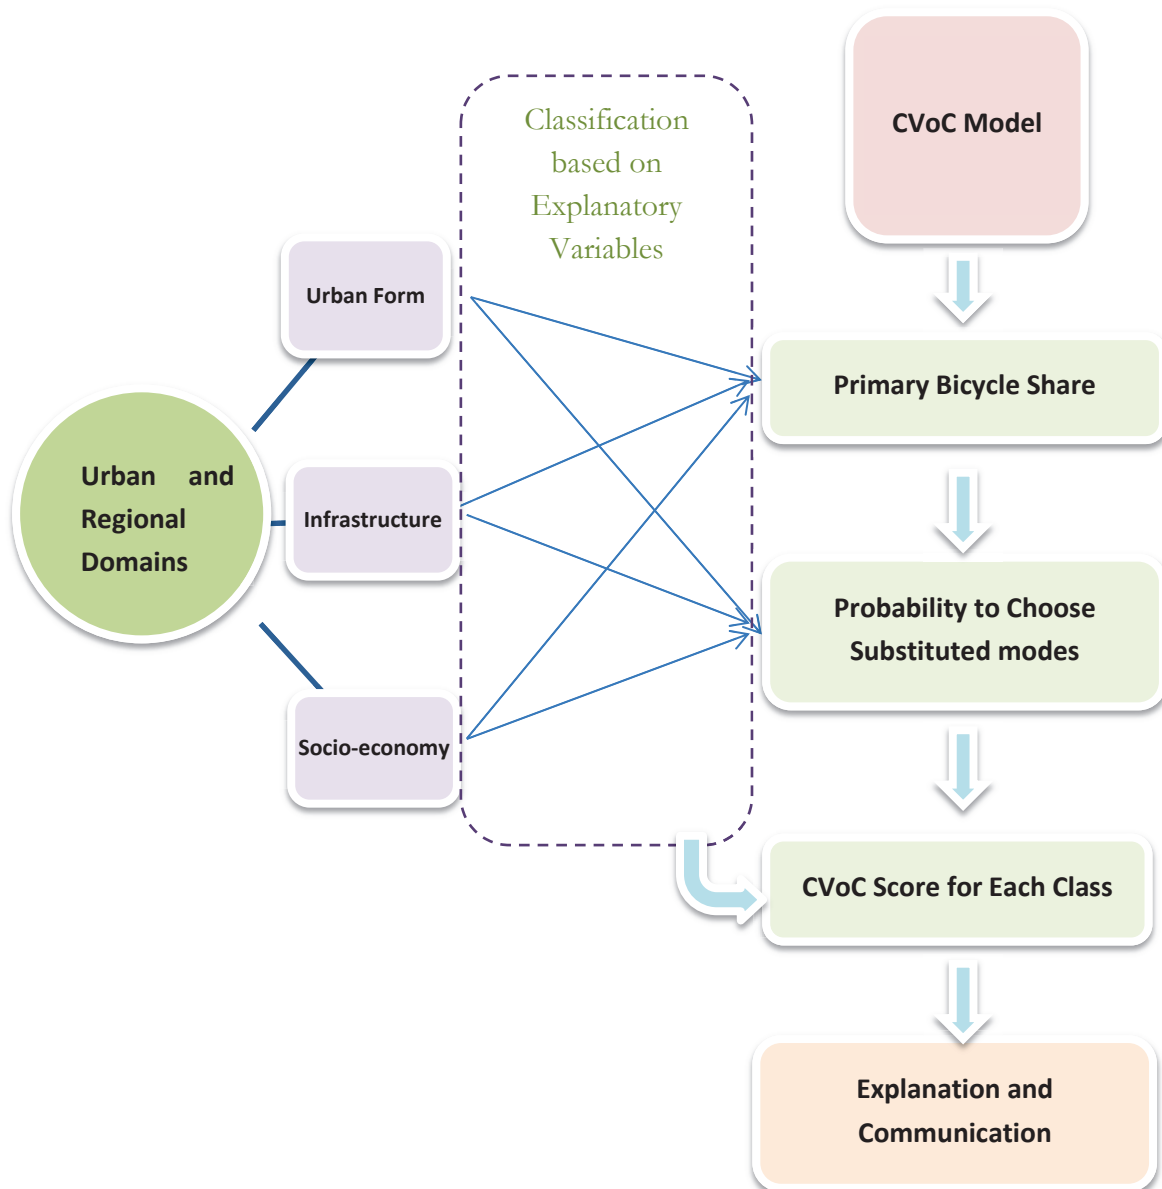 Classification
based on
Explanatory
Variables
CVoC Model
Urban Form
Primary Bicycle Share
Urban and
Regional
Domains
Infrastructure
Probability to Choose
Substituted modes
Socio-economy
CVoC Score for Each Class
Explanation and
Communication